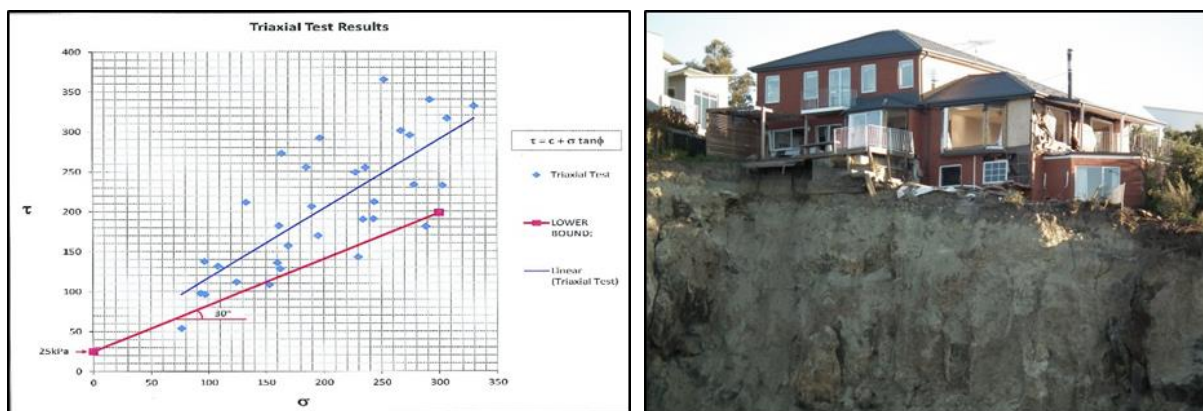 Triaxial Test Results
400
350
300
250
200
150
100
50
0
τ
25kPa
30°
0
50
100
150
200
250
300
350
σ
τ = c + σ tanϕ
Triaxial Test
LOWER
BOUND;
Linear
(Triaxial Test)